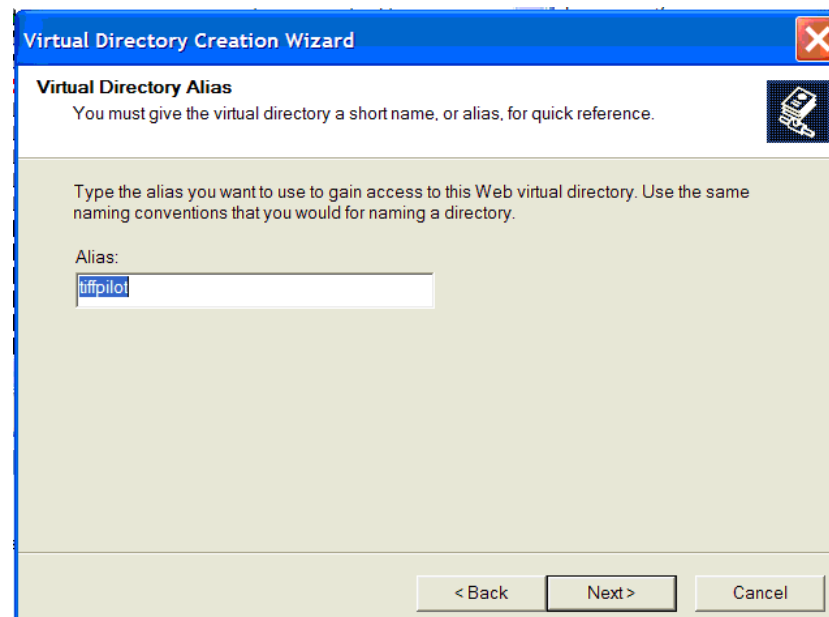 Virtual Directory Creation Wizard
Virtual Directory Alias
You must give the virtual directory a short name, or alias, for quick reference.
Type the alias you want to use to gain access to this Web virtual directory. Use the same
naming conventions that you would for naming a directory.
Alias:
tiffpilot
< Back Next > Cancel